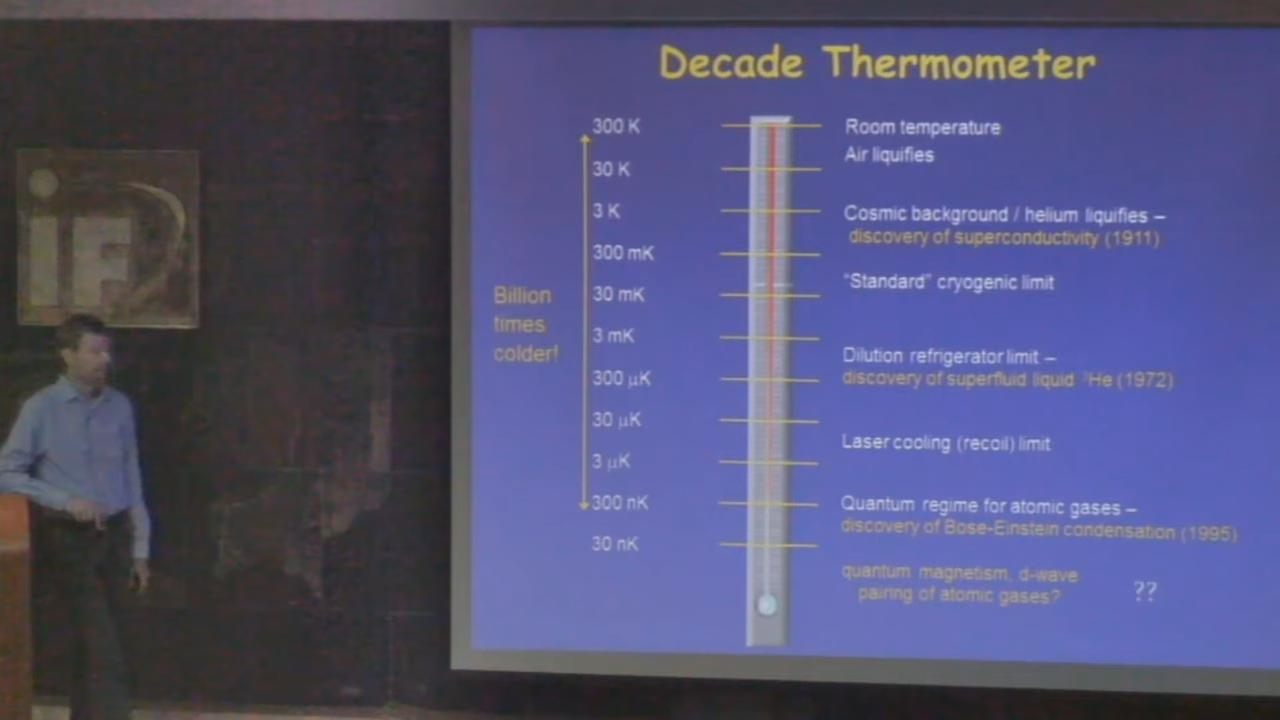 Decade Thermometer
300 K
Room temperature
Air liquifies
30 K
3 K
Cosmic background / helium liquifies –
discovery of superconductivity (1911)
300 mK
"Standard" cryogenic limit
30 mK
Billion
times
colder!
3 mK
Dilution refrigerator limit –
300 μK
discovery of superfluid liquid ³He (1972)
30 μK
Laser cooling (recoil) limit
3 μK
300 nK
Quantum regime for atomic gases –
discovery of Bose-Einstein condensation (1995)
30 nK
quantum magnetism, d-wave
pairing of atomic gases?
??
iF